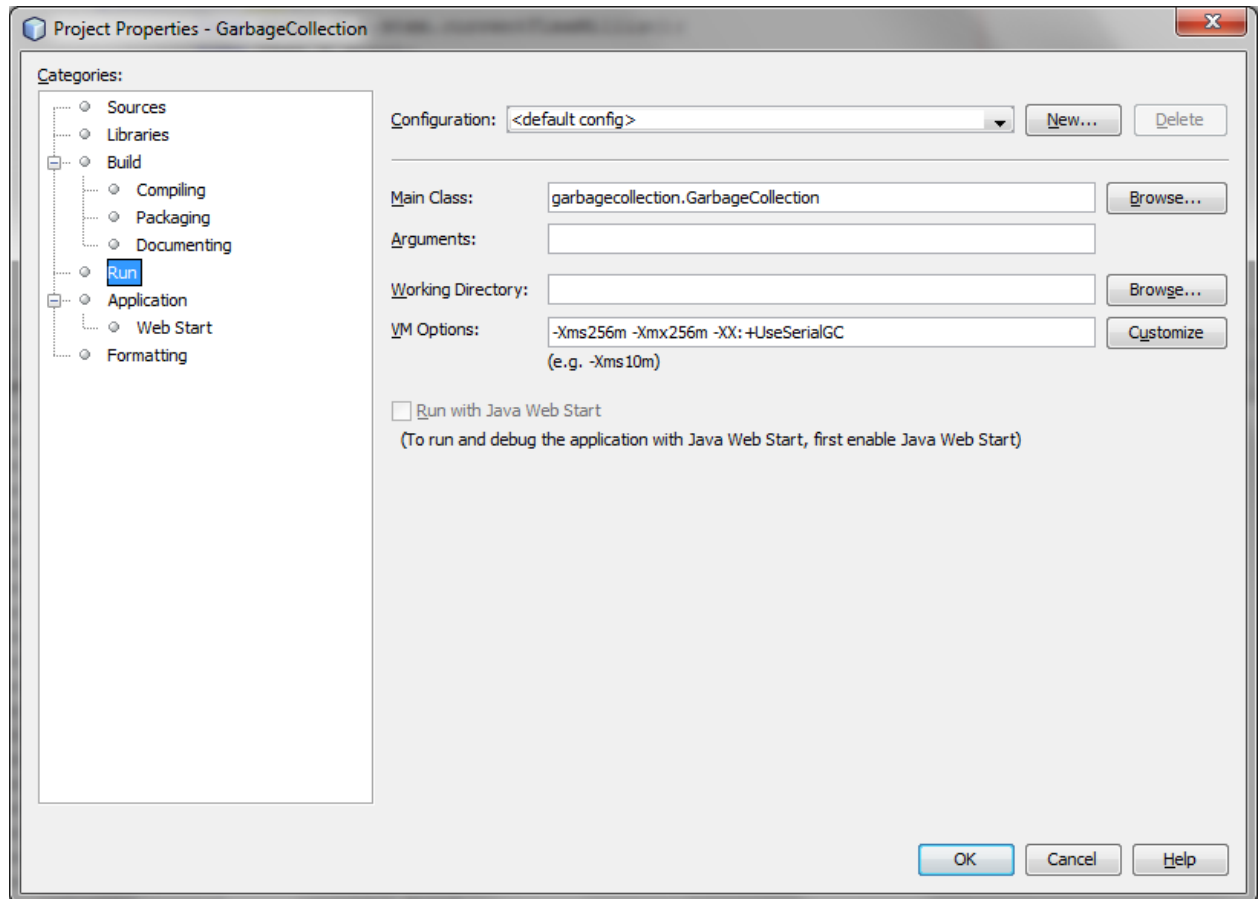 Project Properties - GarbageCollection
Categories:
Sources
Libraries
Build
Compiling
Packaging
Documenting
Run
Application
Web Start
Formatting
Configuration: <default config> New... Delete
Main Class: garbagecollection.GarbageCollection Browse...
Arguments:
Working Directory: Browse...
VM Options: -Xms256m -Xmx256m -XX:+UseSerialGC Customize
(e.g. -Xms10m)
Run with Java Web Start
(To run and debug the application with Java Web Start, first enable Java Web Start)
OK Cancel Help